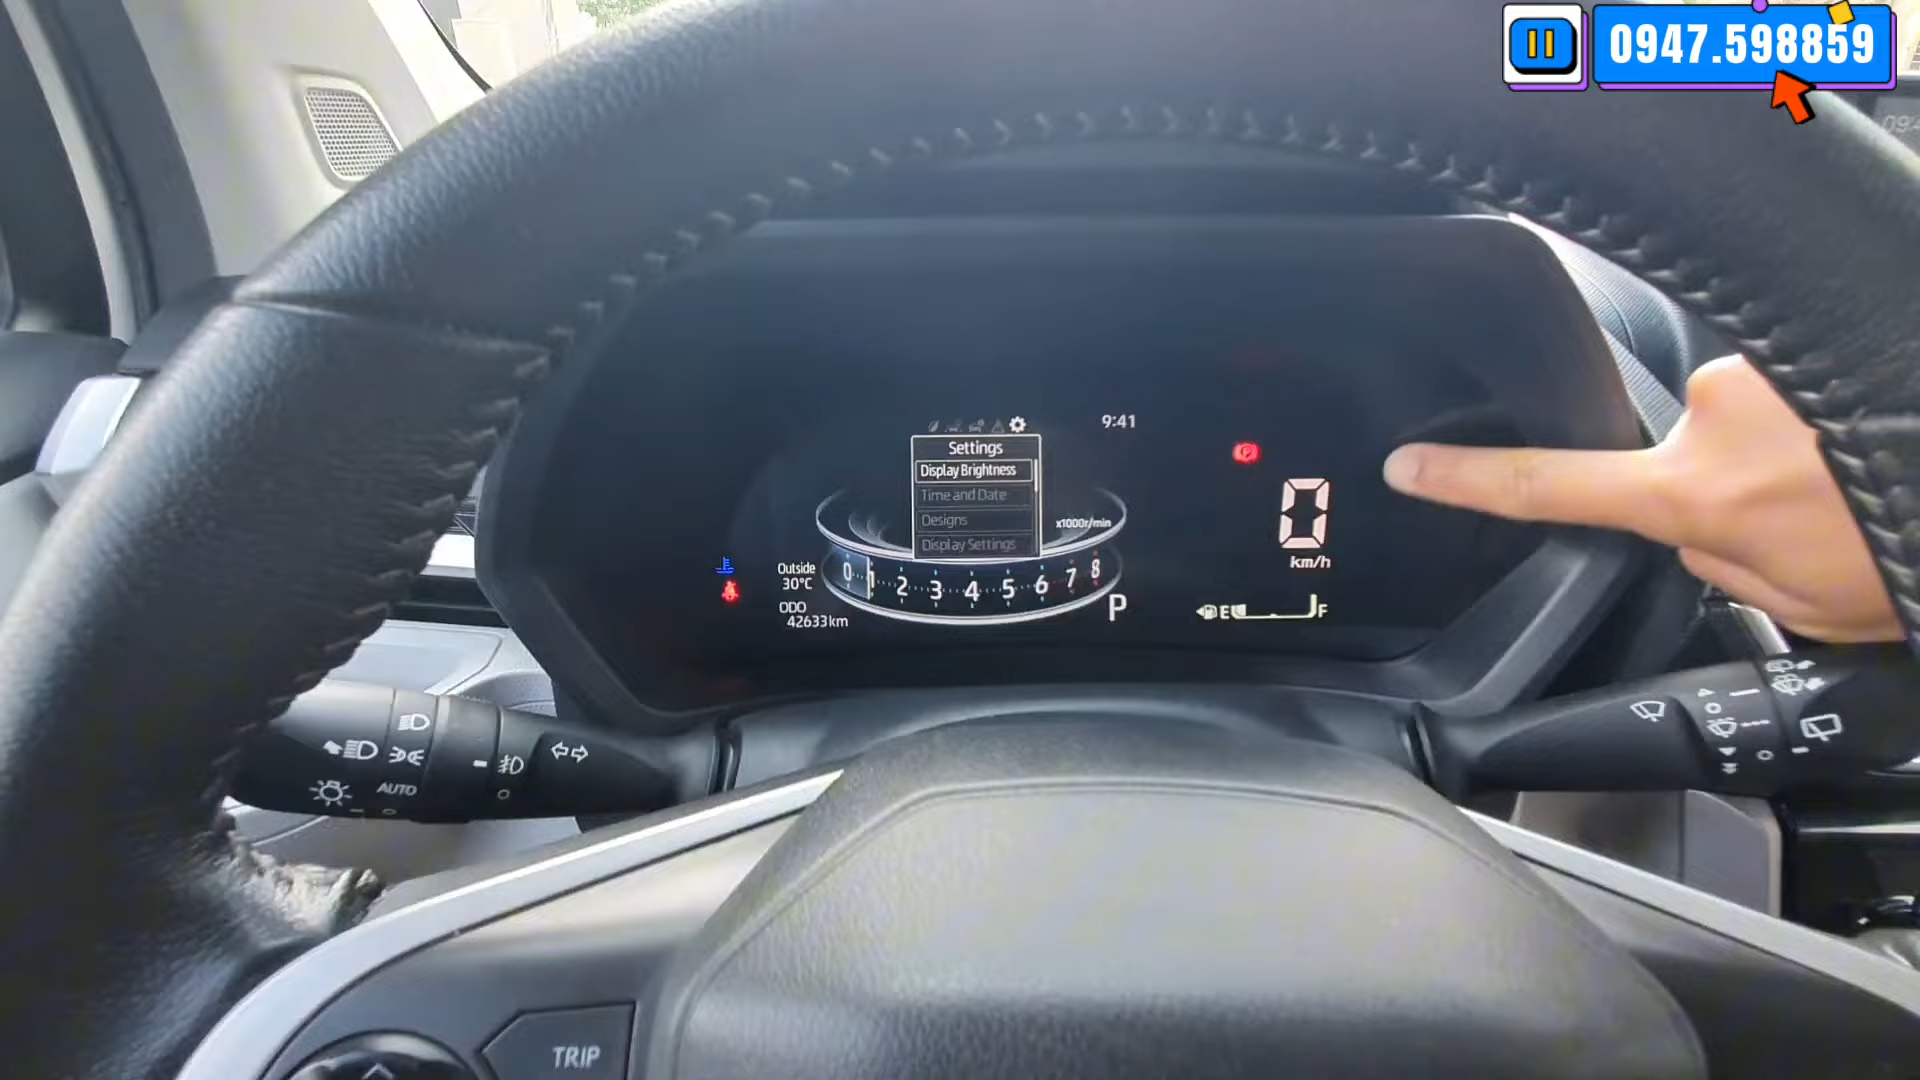 0947.598859
9:41
Settings
Display Brightness
Time and Date
Designs
Display Settings
x1000r/min
Outside
30°C
0 1 2 3 4 5 6 7 8
ODO
42633km
P
0
km/h
E F
AUTO
TRIP